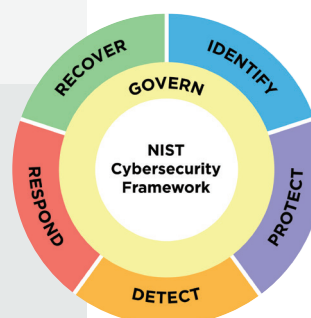 RECOVER
IDENTIFY
GOVERN
NIST
Cybersecurity
Framework
RESPOND
PROTECT
DETECT